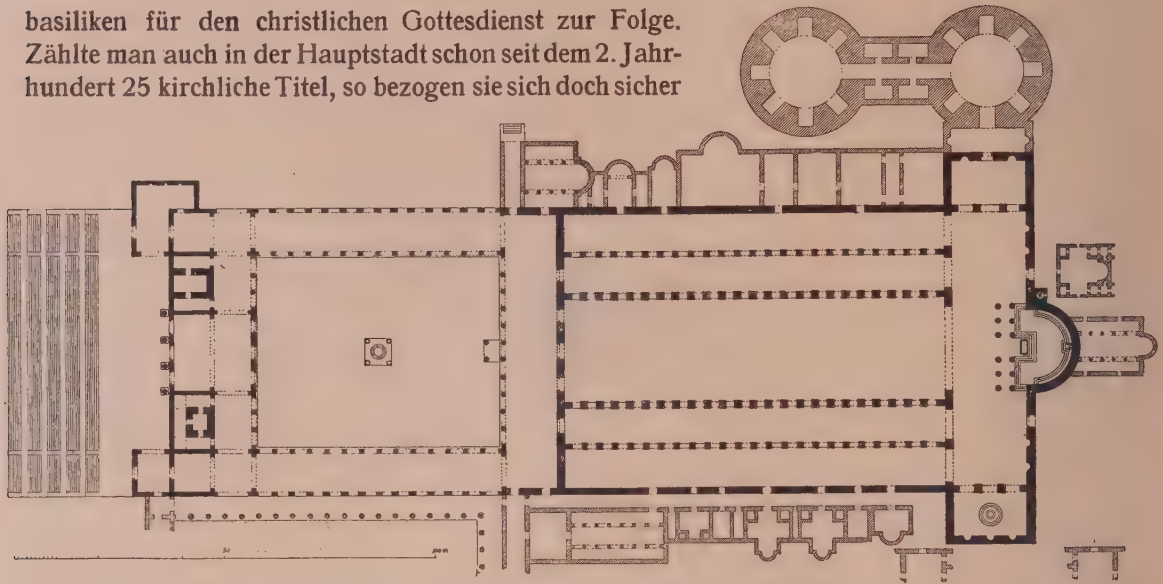 basiliken für den christlichen Gottesdienst zur Folge.
Zählte man auch in der Hauptstadt schon seit dem 2. Jahr-
hundert 25 kirchliche Titel, so bezogen sie sich doch sicher